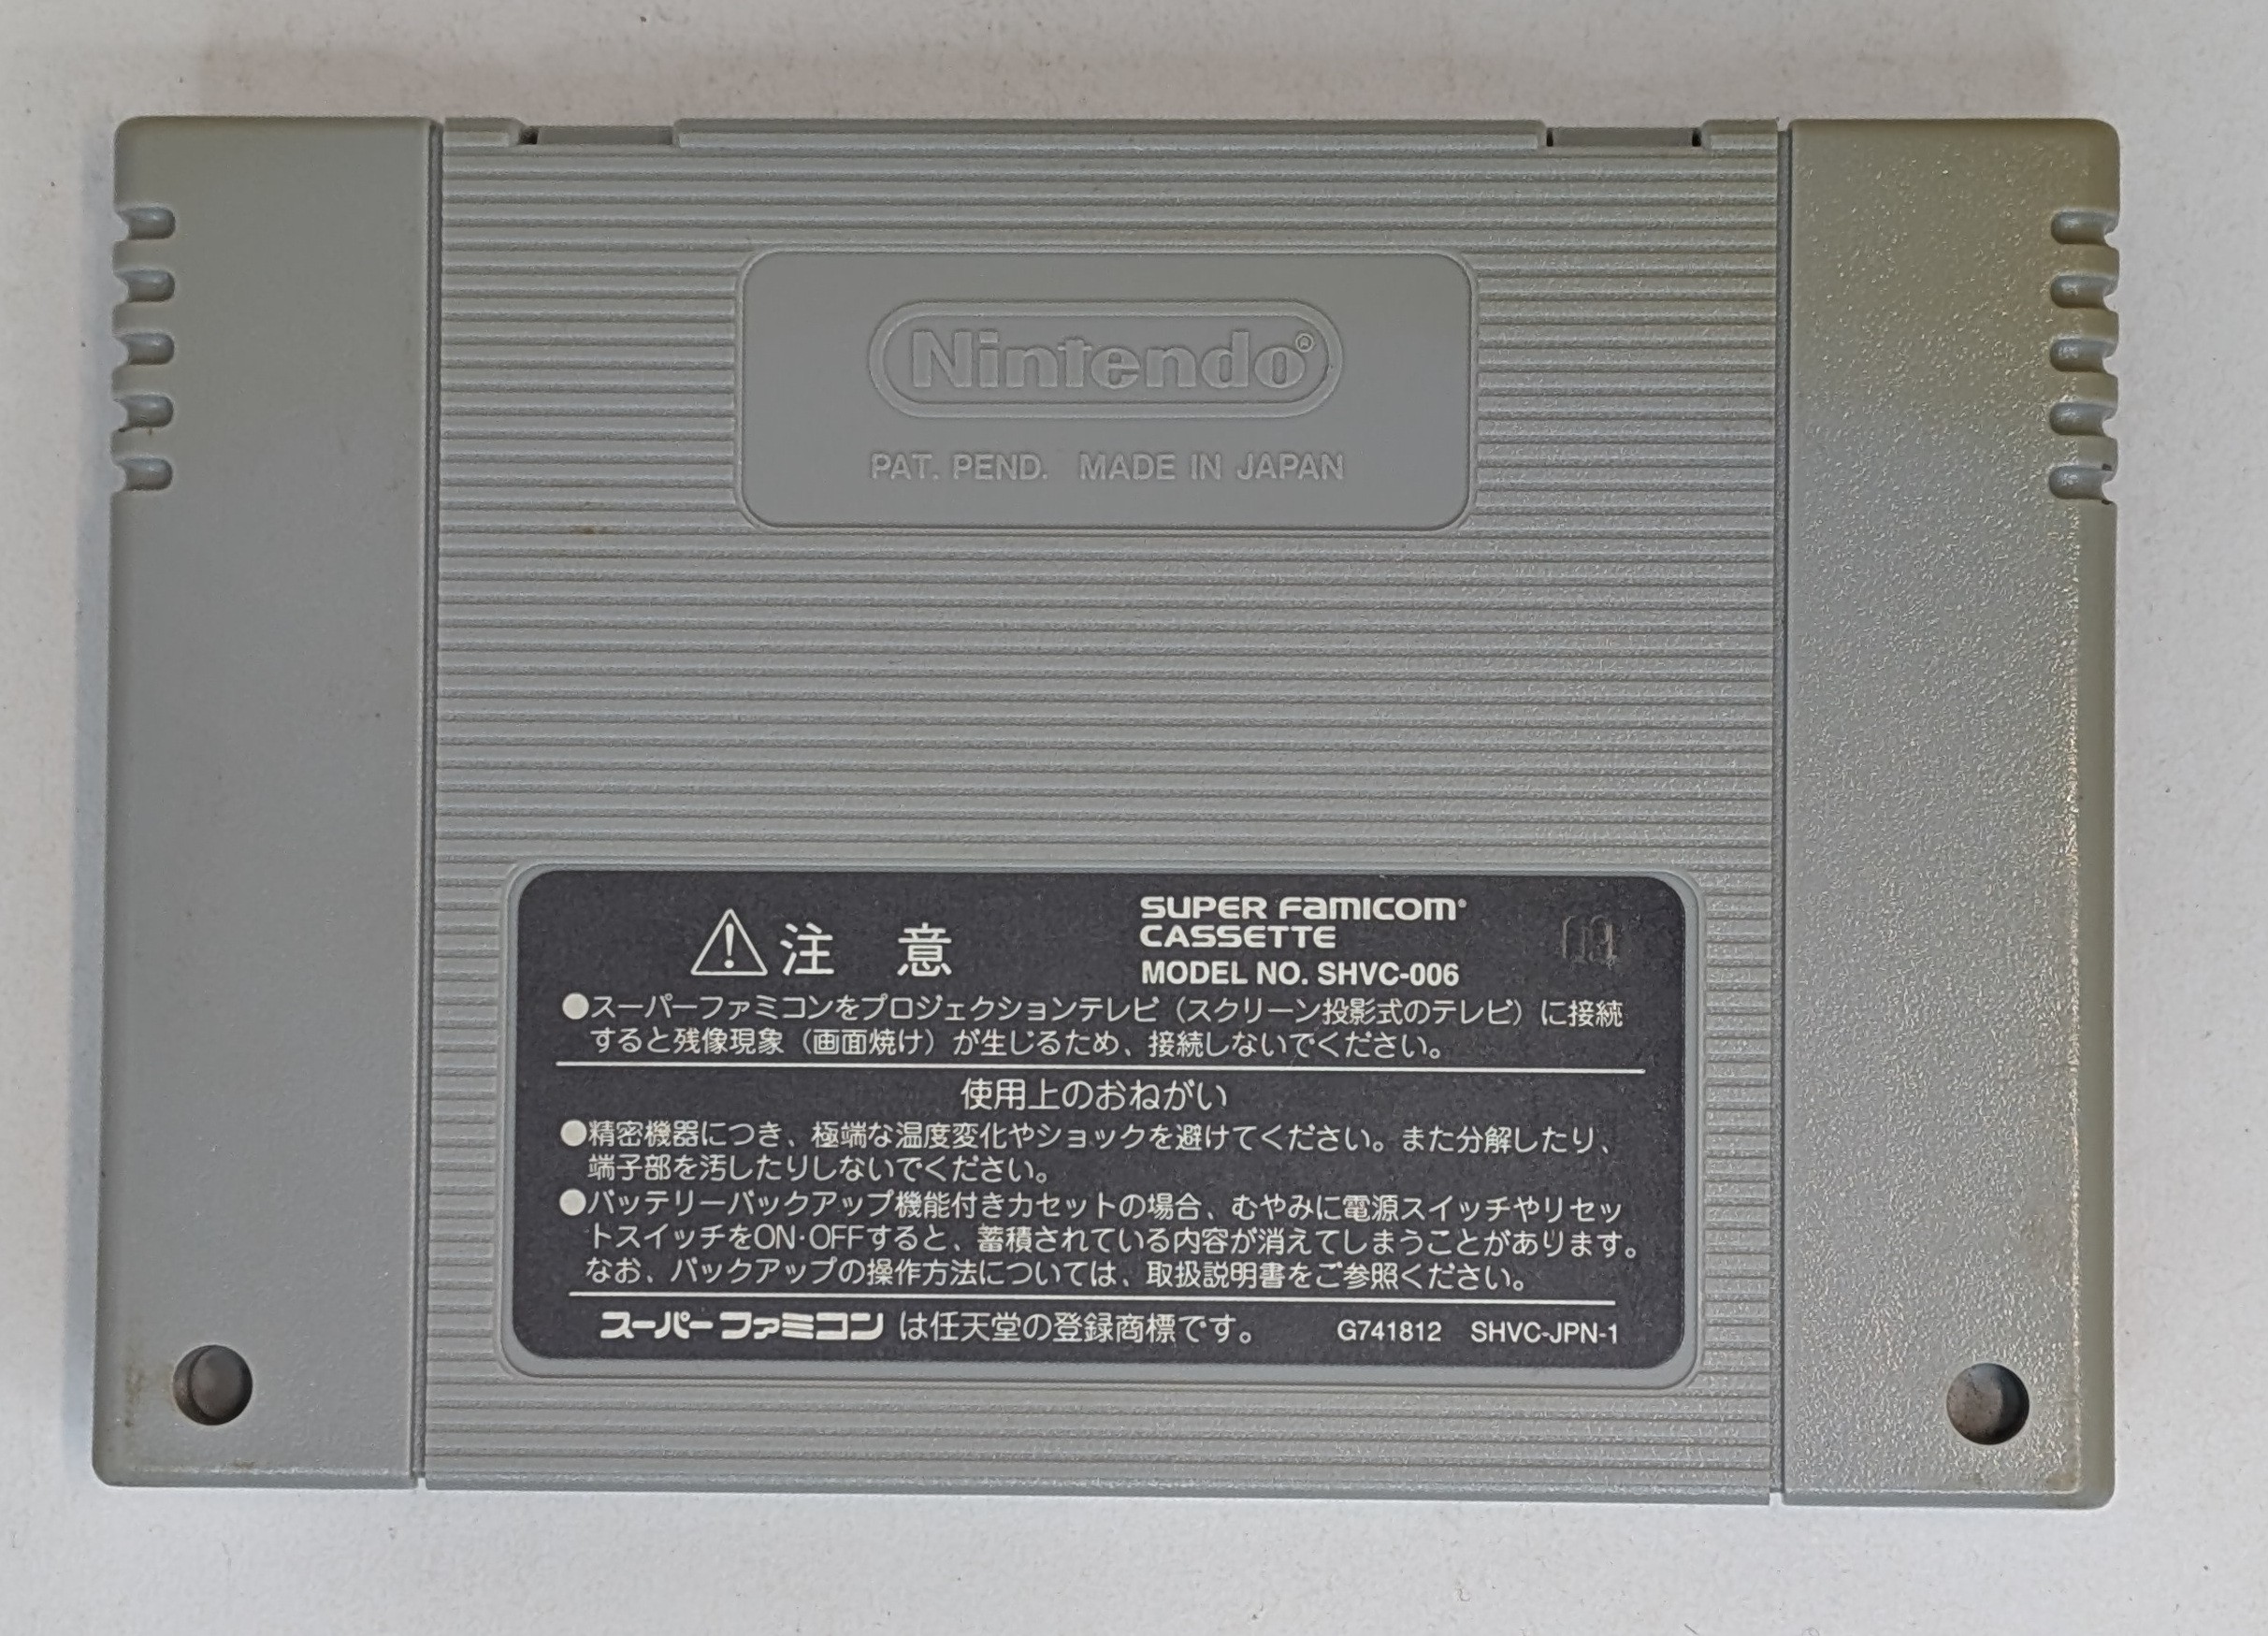 Nintendo®
PAT. PEND. MADE IN JAPAN
注 意
SUPER FAMICOM®
CASSETTE
MODEL NO. SHVC-006
●スーパーファミコンをプロジェクションテレビ（スクリーン投影式のテレビ）に接続
すると残像現象（画面焼け）が生じるため、接続しないでください。
使用上のおねがい
●精密機器につき、極端な温度変化やショックを避けてください。また分解したり、
端子部を汚したりしないでください。
●バッテリーバックアップ機能付きカセットの場合、むやみに電源スイッチやリセッ
トスイッチをON·OFFすると、蓄積されている内容が消えてしまうことがあります。
なお、バックアップの操作方法については、取扱説明書をご参照ください。
スーパーファミコン は任天堂の登録商標です。 G741812 SHVC-JPN-1